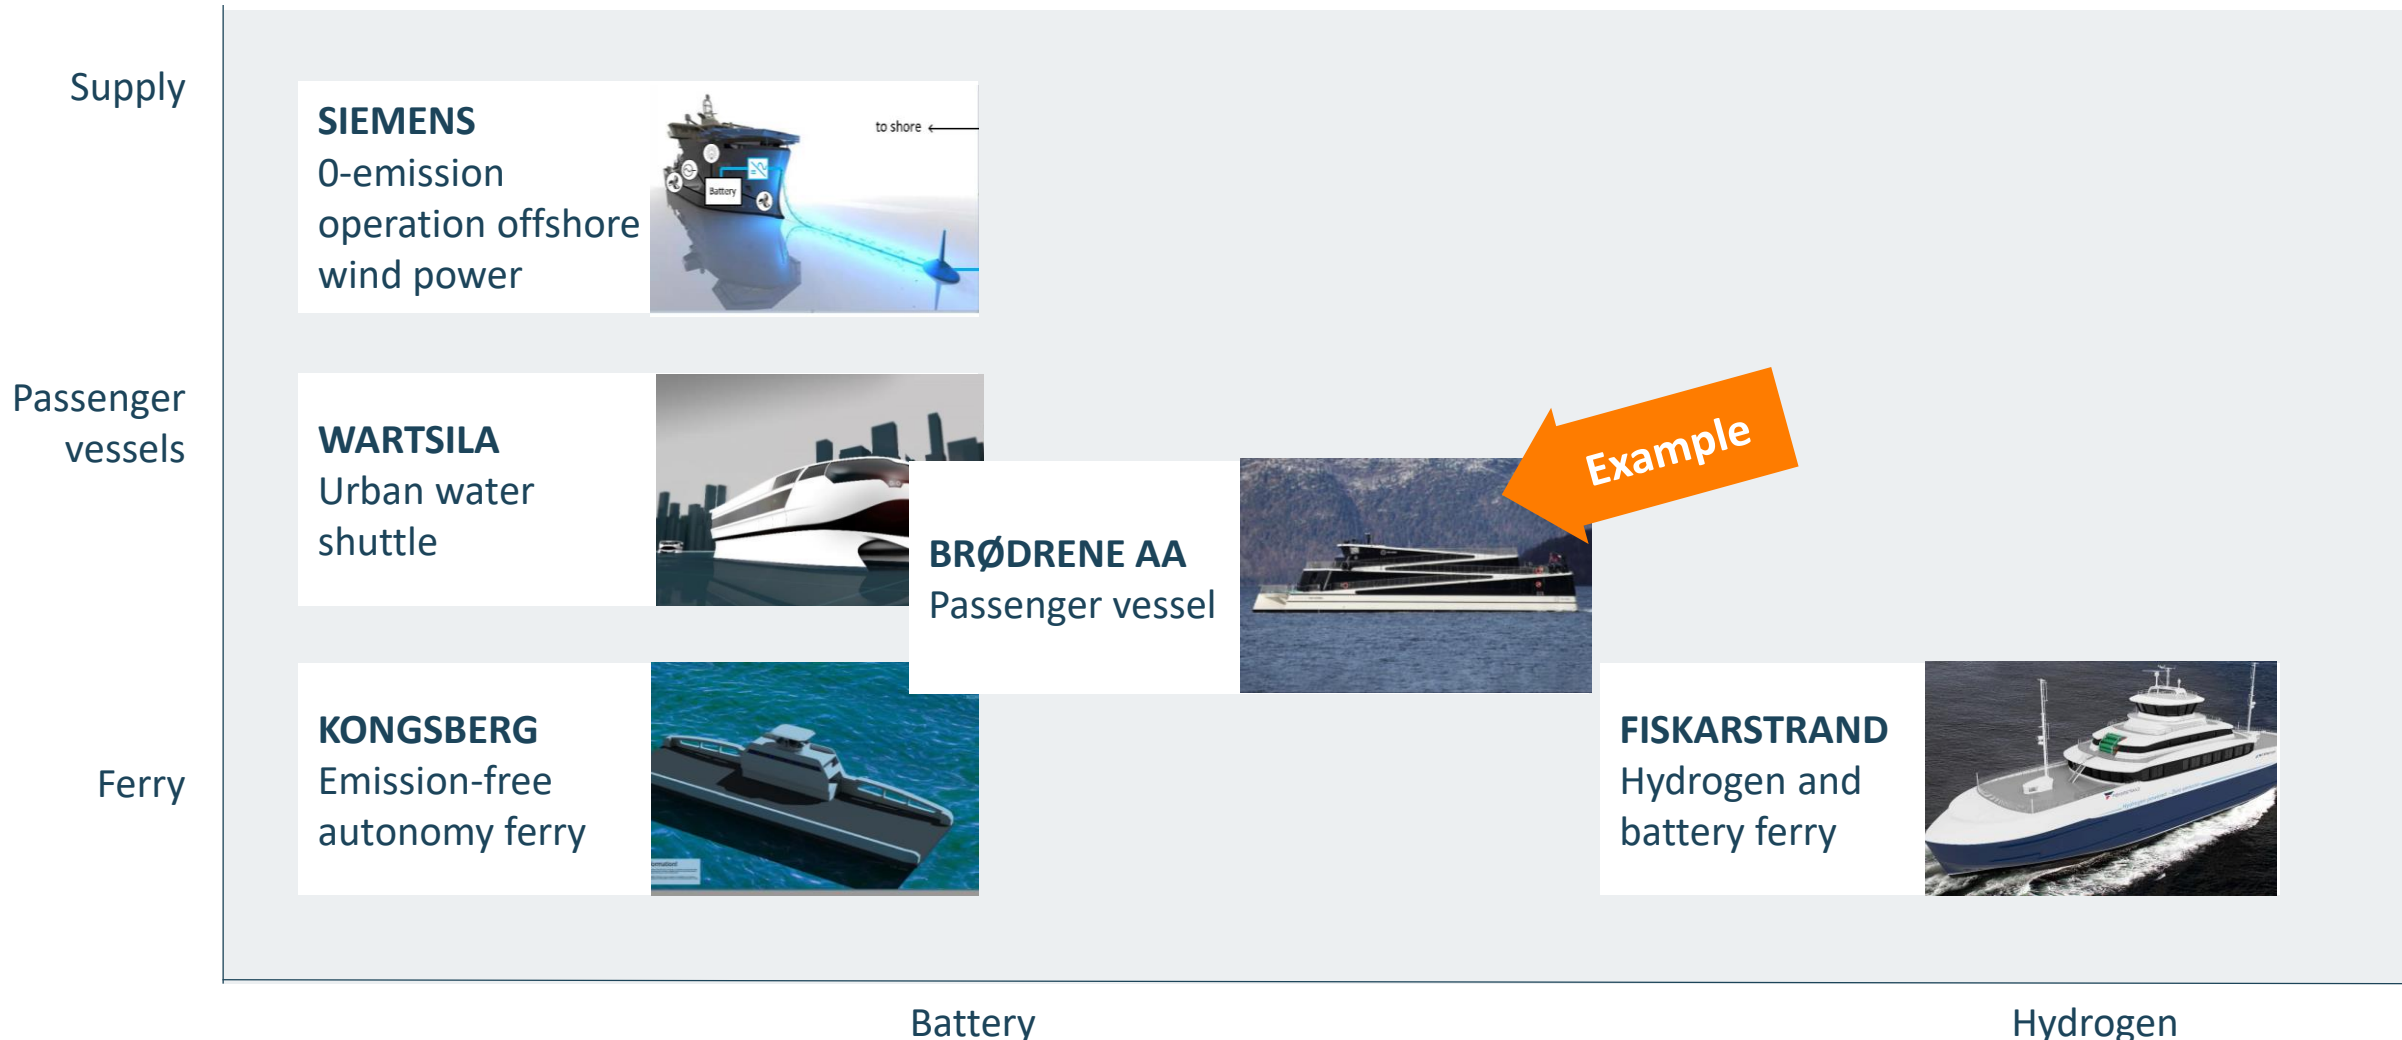 Supply
SIEMENS
0-emission
operation offshore
wind power
to shore
Battery
Passenger
vessels
WARTSILA
Urban water
shuttle
BRØDRENE AA
Passenger vessel
Example
Ferry
KONGSBERG
Emission-free
autonomy ferry
FISKARSTRAND
Hydrogen and
battery ferry
Battery
Hydrogen